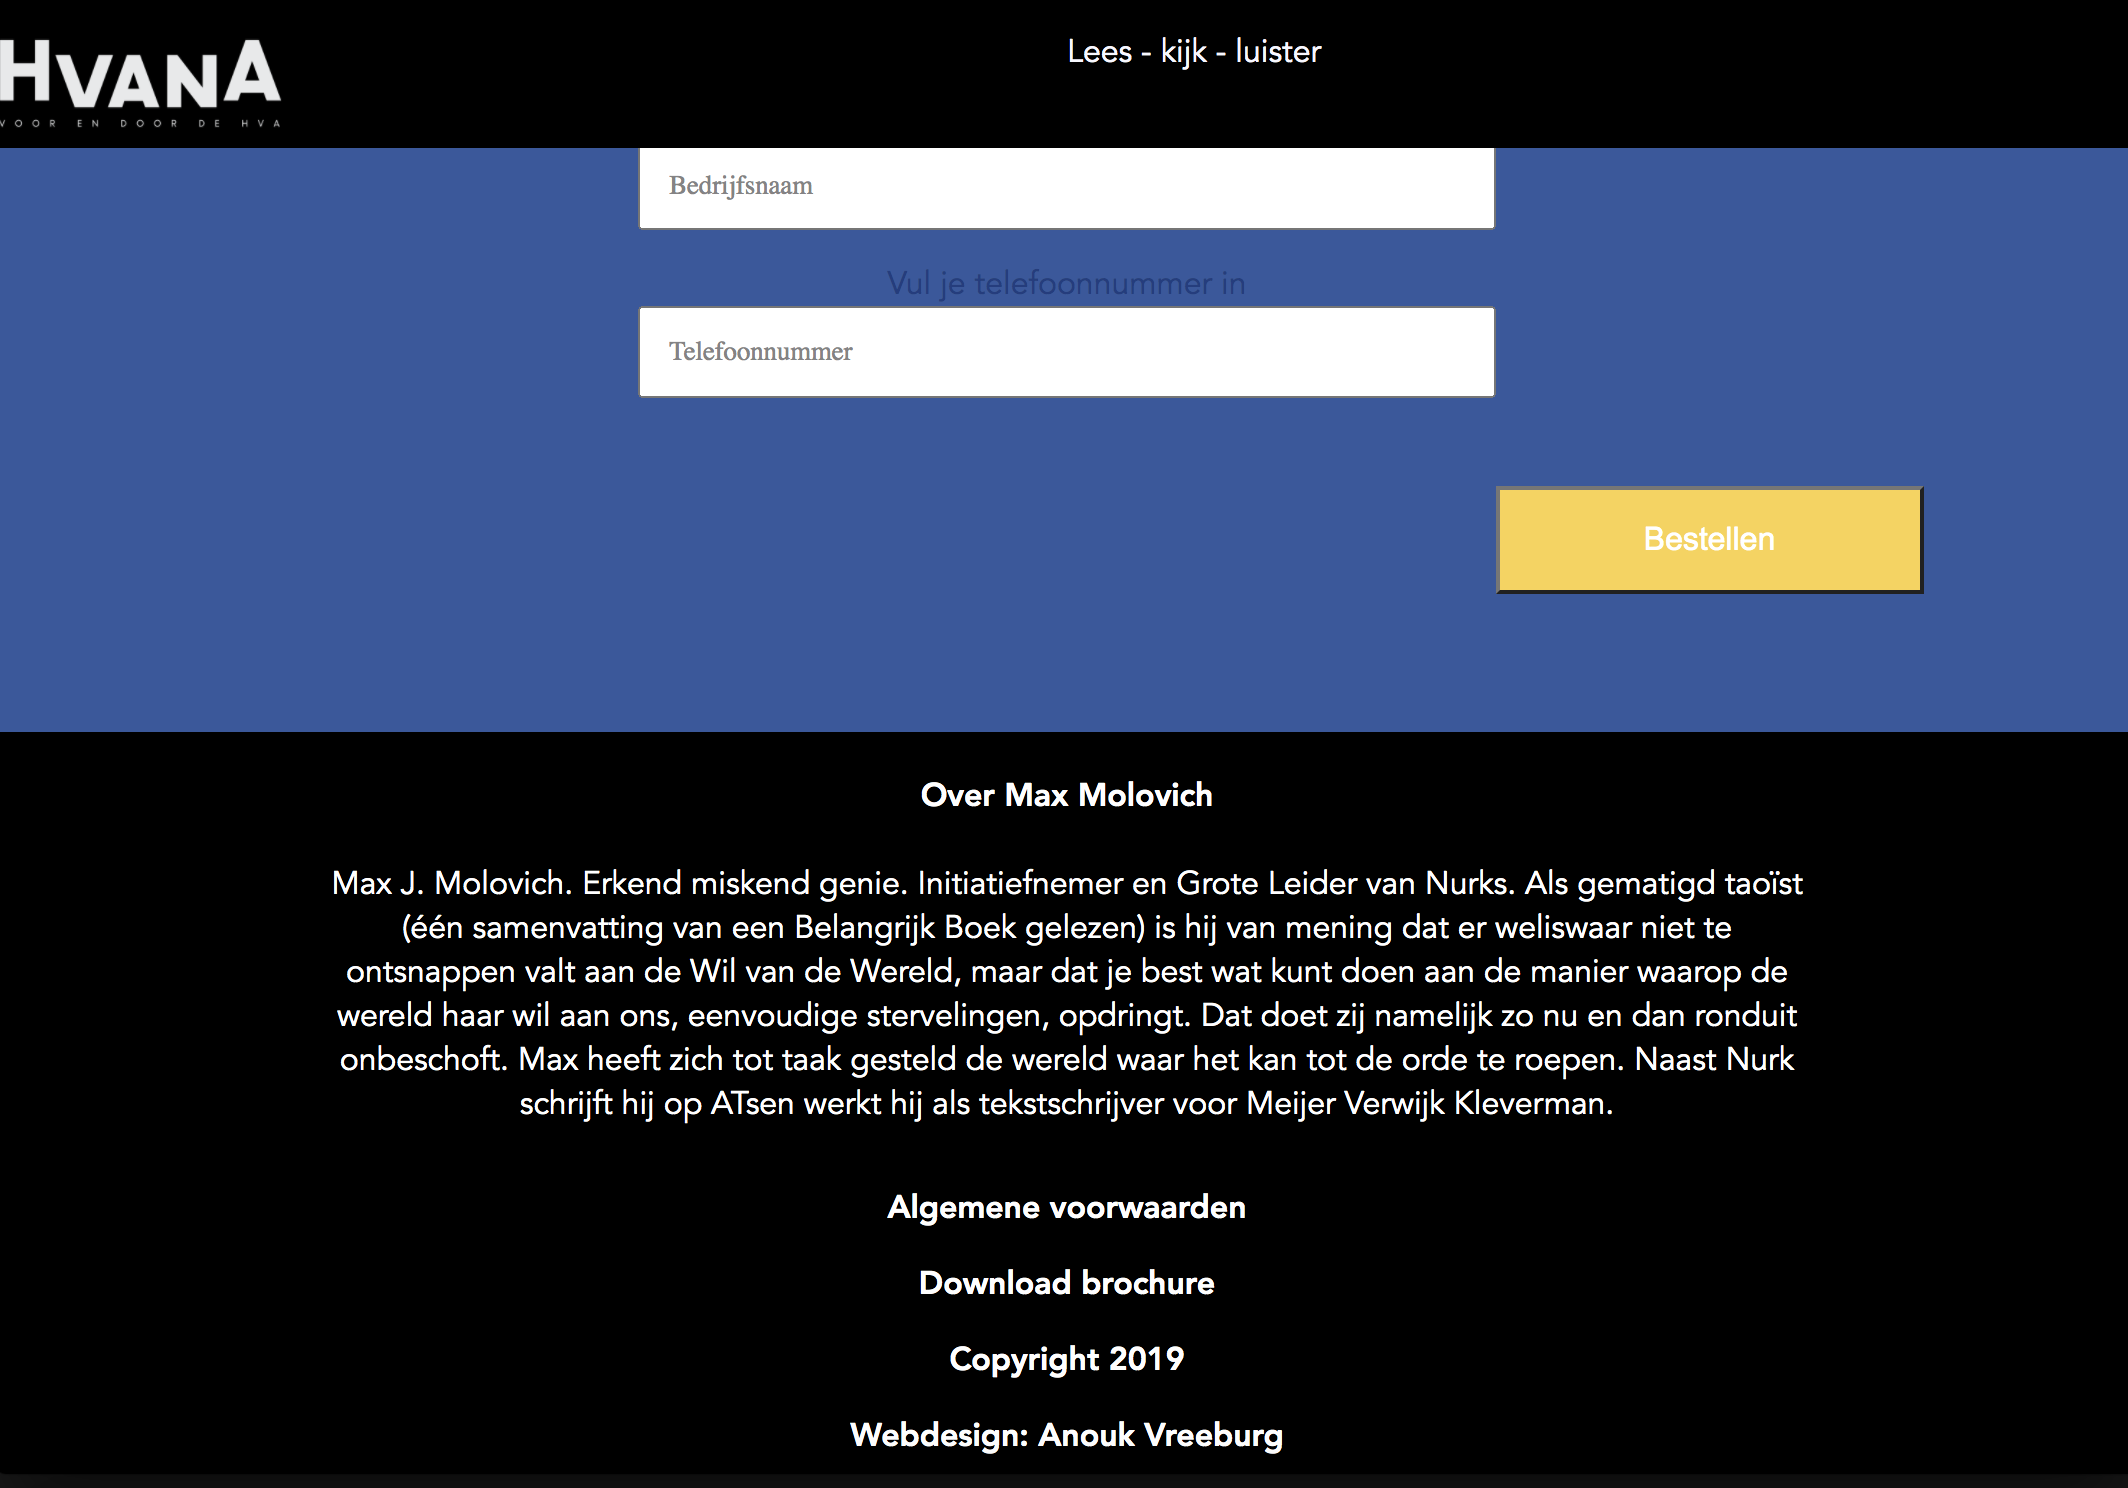 HVANA
VOOR EN DOOR DE HVA
Lees - kijk - luister
Bedrijfsnaam
Vul je telefoonnummer in
Telefoonnummer
Bestellen
Over Max Molovich
Max J. Molovich. Erkend miskend genie. Initiatiefnemer en Grote Leider van Nurks. Als gematigd taoïst
(één samenvatting van een Belangrijk Boek gelezen) is hij van mening dat er weliswaar niet te
ontsnappen valt aan de Wil van de Wereld, maar dat je best wat kunt doen aan de manier waarop de
wereld haar wil aan ons, eenvoudige stervelingen, opdringt. Dat doet zij namelijk zo nu en dan ronduit
onbeschoft. Max heeft zich tot taak gesteld de wereld waar het kan tot de orde te roepen. Naast Nurk
schrijft hij op ATsen werkt hij als tekstschrijver voor Meijer Verwijk Kleverman.
Algemene voorwaarden
Download brochure
Copyright 2019
Webdesign: Anouk Vreeburg